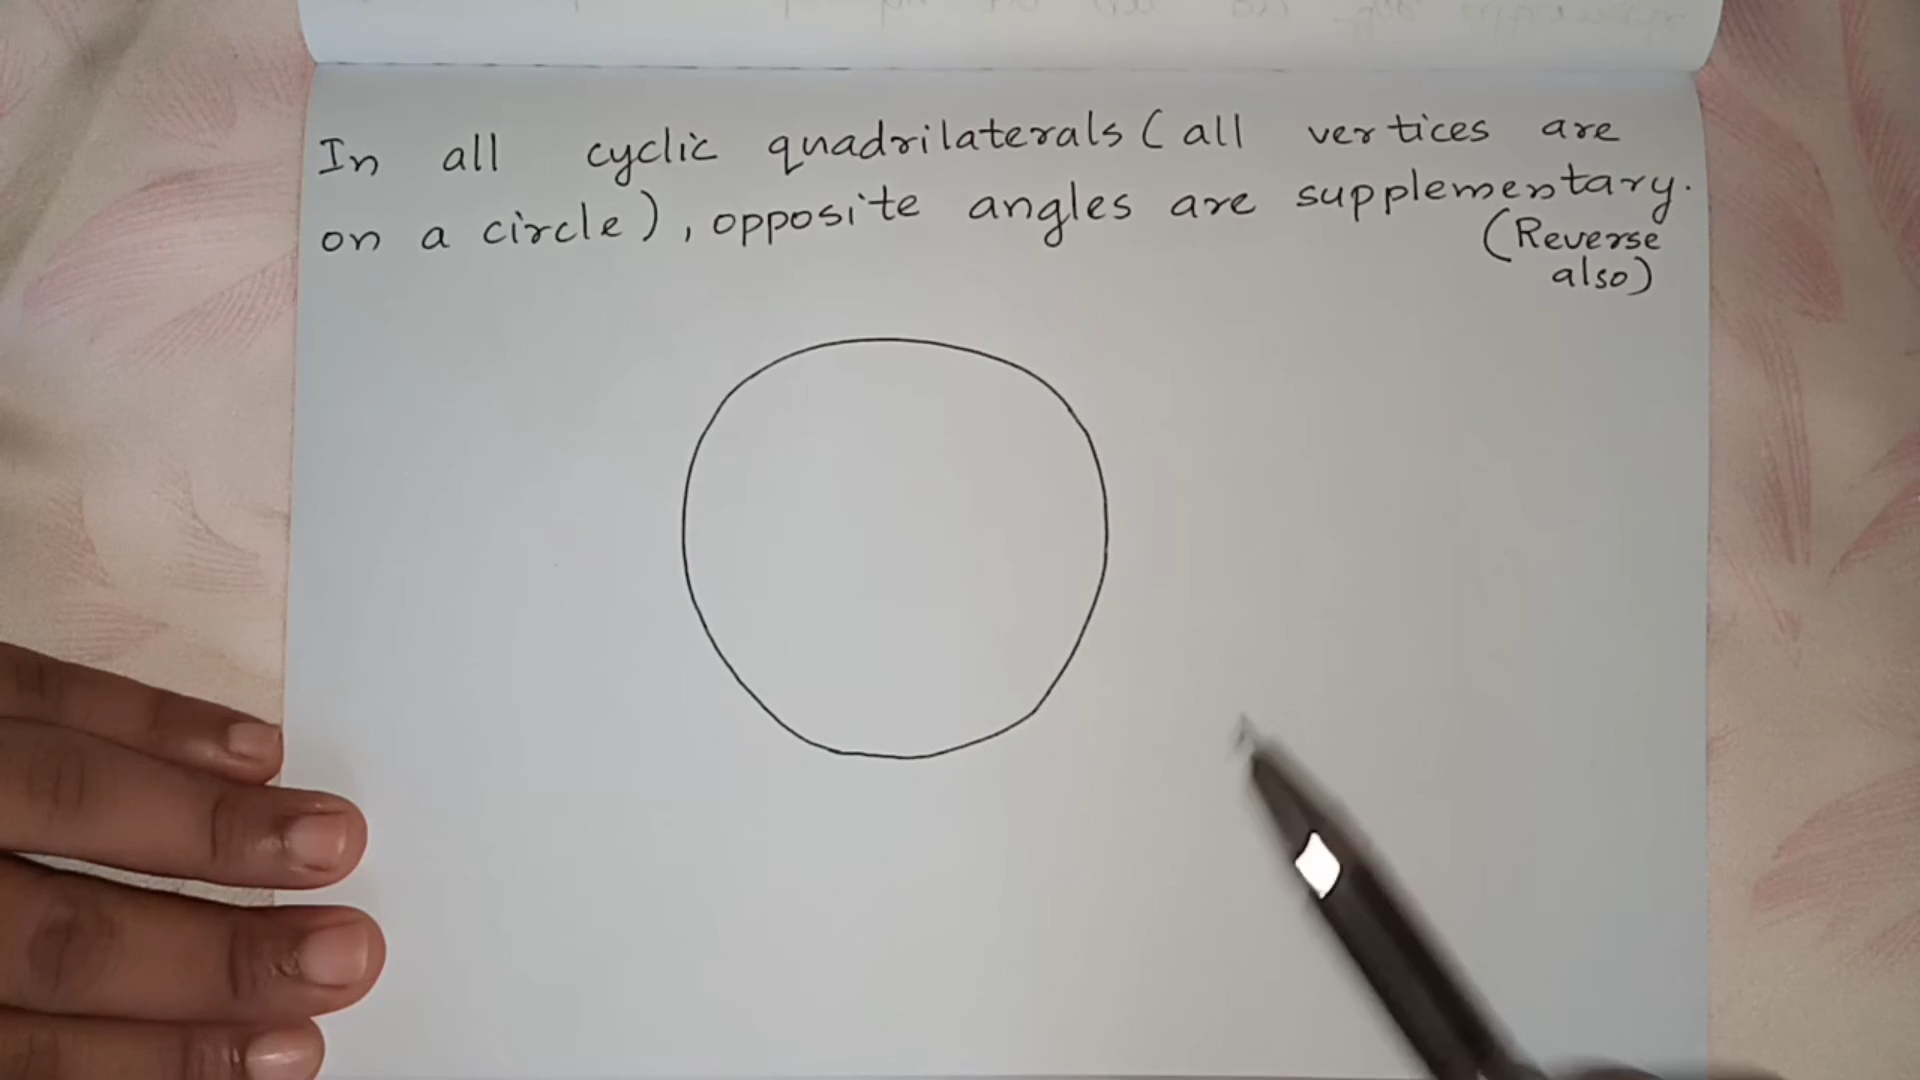 In all cyclic quadrilaterals (all vertices are
on a circle), opposite angles are supplementary.
(Reverse
also)